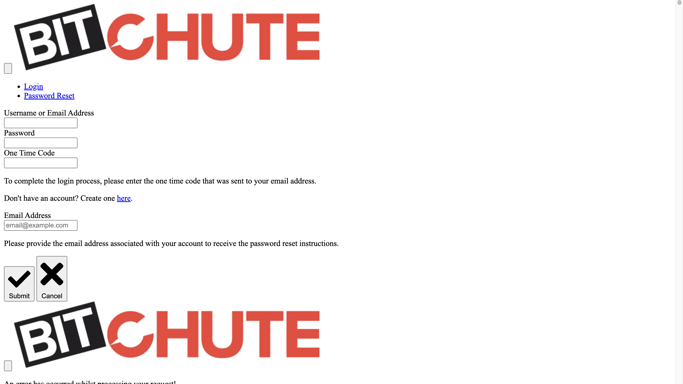 BITCHUTE
Login
Password Reset
Username or Email Address
Password
One Time Code
To complete the login process, please enter the one time code that was sent to your email address.
Don't have an account? Create one here.
Email Address
email@example.com
Please provide the email address associated with your account to receive the password reset instructions.
Submit Cancel
BITCHUTE
An error has occurred whilst processing your request!